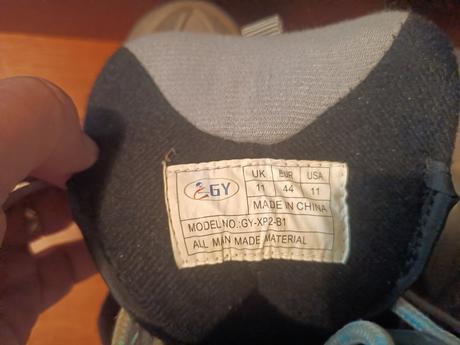 GY
UK EUR USA
11 44 11
MADE IN CHINA
MODEL NO.:GY-XP2-B1
ALL MAN MADE MATERIAL